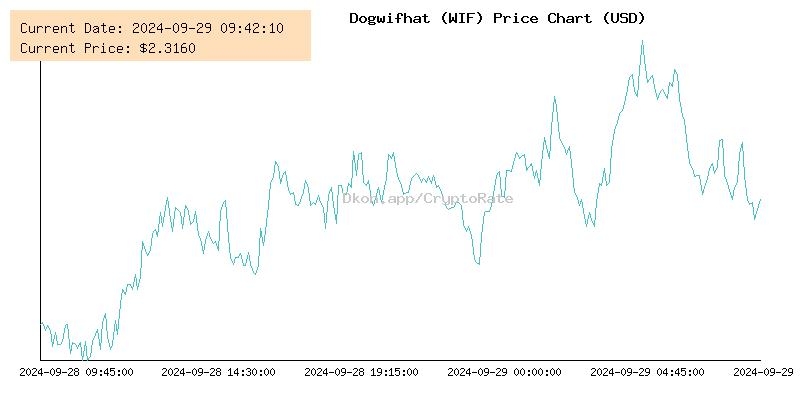 Dogwifhat (WIF) Price Chart (USD)
Current Date: 2024-09-29 09:42:10
Current Price: $2.3160
2024-09-28 09:45:00 2024-09-28 14:30:00 2024-09-28 19:15:00 2024-09-29 00:00:00 2024-09-29 04:45:00 2024-09-29